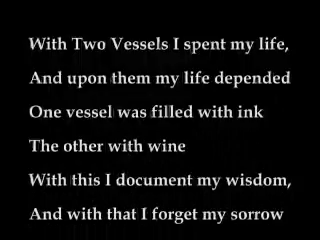 With Two Vessels I spent my life,
And upon them my life depended
One vessel was filled with ink
The other with wine
With this I document my wisdom,
And with that I forget my sorrow